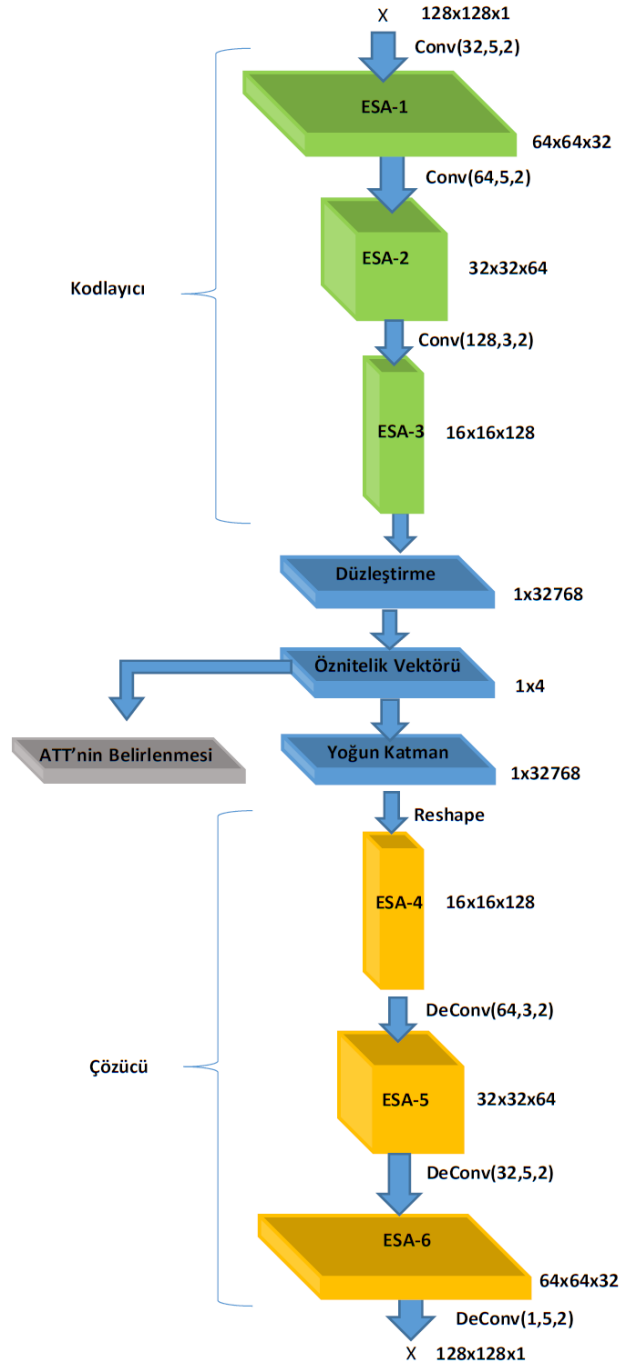 X 128x128x1
Conv(32,5,2)
ESA-1
64x64x32
Conv(64,5,2)
ESA-2
32x32x64
Kodlayıcı
Conv(128,3,2)
ESA-3
16x16x128
Düzleştirme
1x32768
Öznitelik Vektörü
1x4
ATT’nin Belirlenmesi
Yoğun Katman
1x32768
Reshape
ESA-4
16x16x128
DeConv(64,3,2)
Çözücü
ESA-5
32x32x64
DeConv(32,5,2)
ESA-6
64x64x32
DeConv(1,5,2)
X 128x128x1